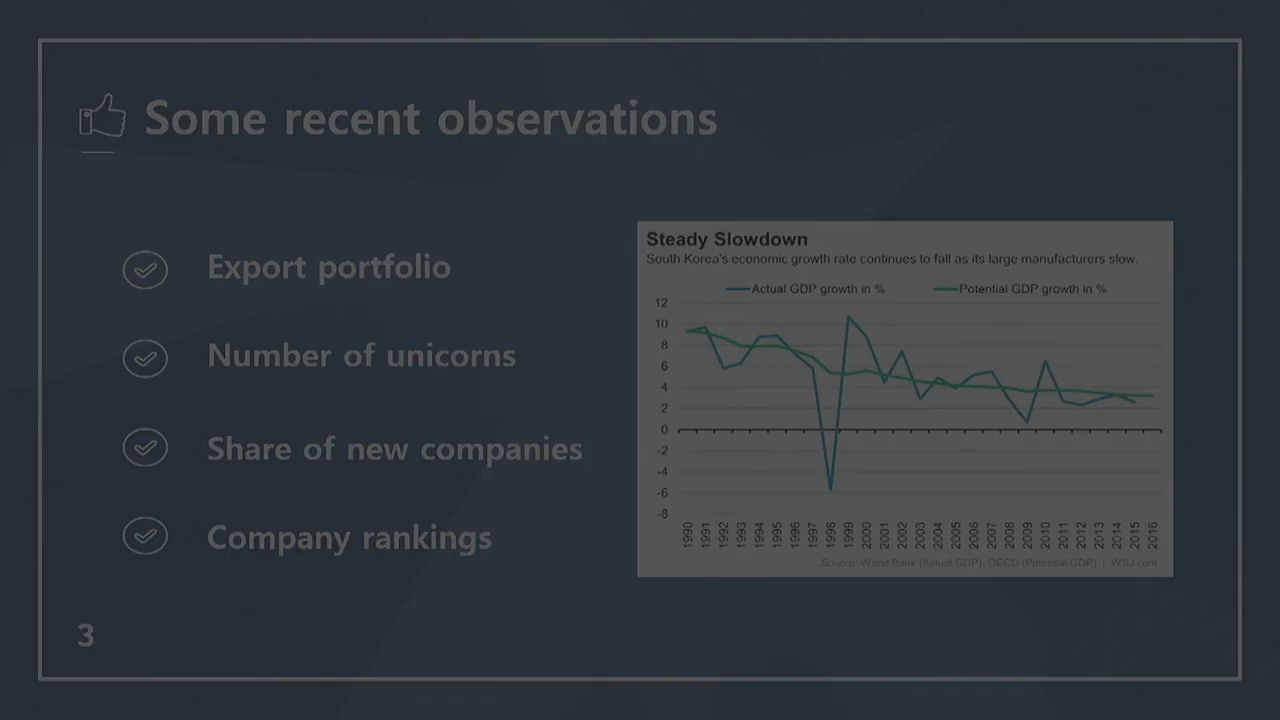 Some recent observations
Export portfolio
Number of unicorns
Share of new companies
Company rankings
Steady Slowdown
South Korea's economic growth rate continues to fall as its large manufacturers slow.
Actual GDP growth in % Potential GDP growth in %
12
10
8
6
4
2
0
-2
-4
-6
-8
1990 1991 1992 1993 1994 1995 1996 1997 1998 1999 2000 2001 2002 2003 2004 2005 2006 2007 2008 2009 2010 2011 2012 2013 2014 2015 2016
Source: World Bank (Actual GDP), OECD (Potential GDP) | WSJ.com
3